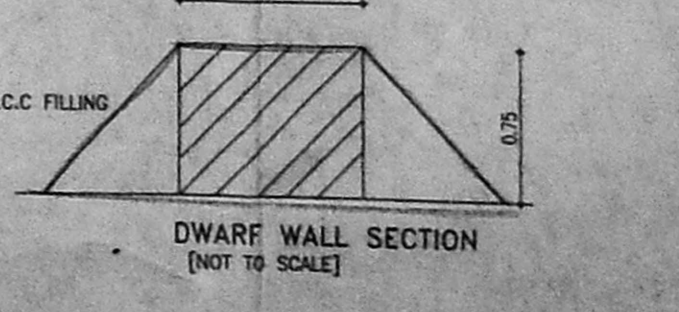 C.C FILLING
0.75
DWARF WALL SECTION
[NOT TO SCALE]